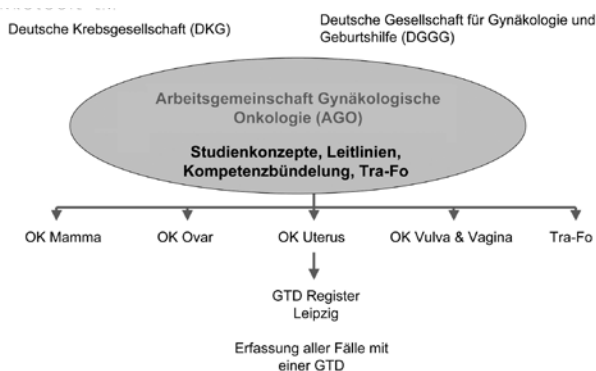 Deutsche Krebsgesellschaft (DKG)
Deutsche Gesellschaft für Gynäkologie und
Geburtshilfe (DGGG)
Arbeitsgemeinschaft Gynäkologische
Onkologie (AGO)
Studienkonzepte, Leitlinien,
Kompetenzbündelung, Tra-Fo
OK Mamma
OK Ovar
OK Uterus
OK Vulva & Vagina
Tra-Fo
GTD Register
Leipzig
Erfassung aller Fälle mit
einer GTD